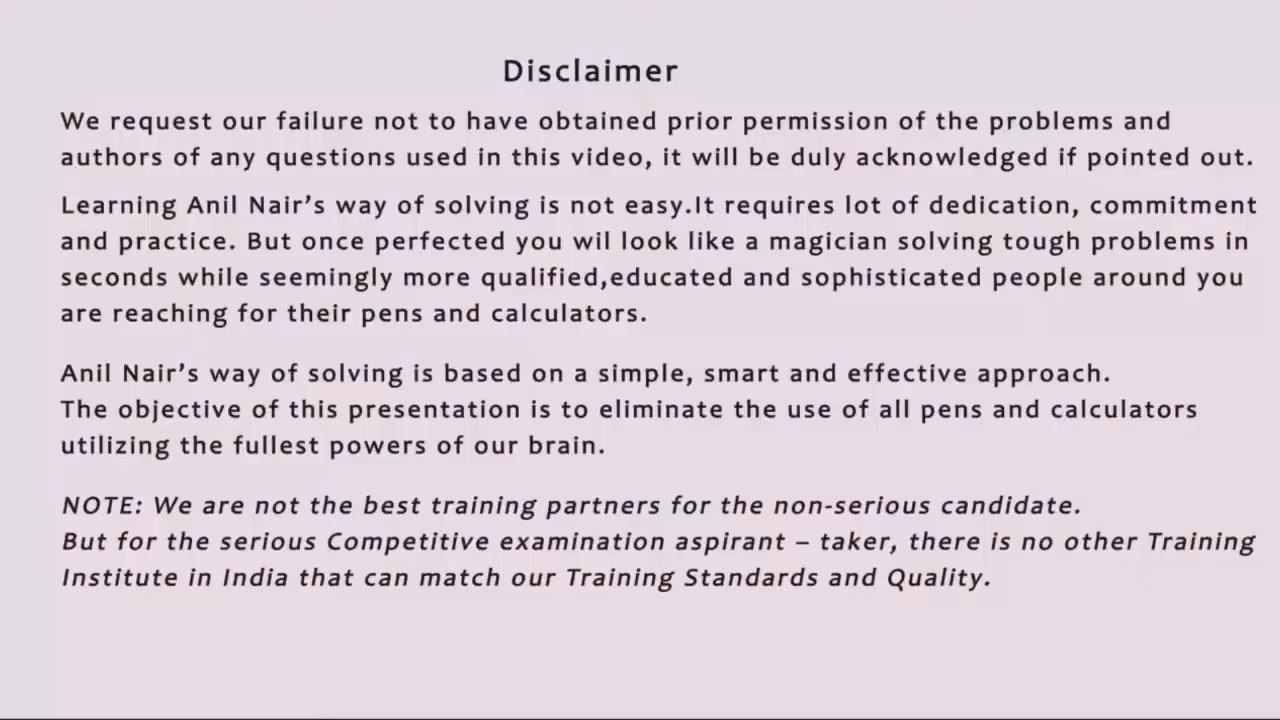 Disclaimer
We request our failure not to have obtained prior permission of the problems and
authors of any questions used in this video, it will be duly acknowledged if pointed out.
Learning Anil Nair’s way of solving is not easy.It requires lot of dedication, commitment
and practice. But once perfected you wil look like a magician solving tough problems in
seconds while seemingly more qualified,educated and sophisticated people around you
are reaching for their pens and calculators.
Anil Nair’s way of solving is based on a simple, smart and effective approach.
The objective of this presentation is to eliminate the use of all pens and calculators
utilizing the fullest powers of our brain.
NOTE: We are not the best training partners for the non-serious candidate.
But for the serious Competitive examination aspirant – taker, there is no other Training
Institute in India that can match our Training Standards and Quality.